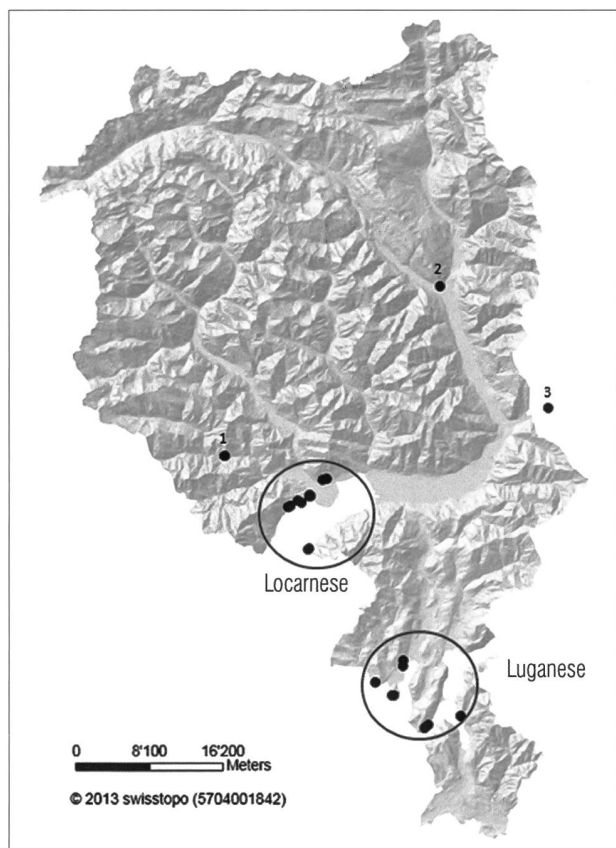 2
3
1
Locarnese
Luganese
0 8'100 16'200
Meters
© 2013 swisstopo (5704001842)